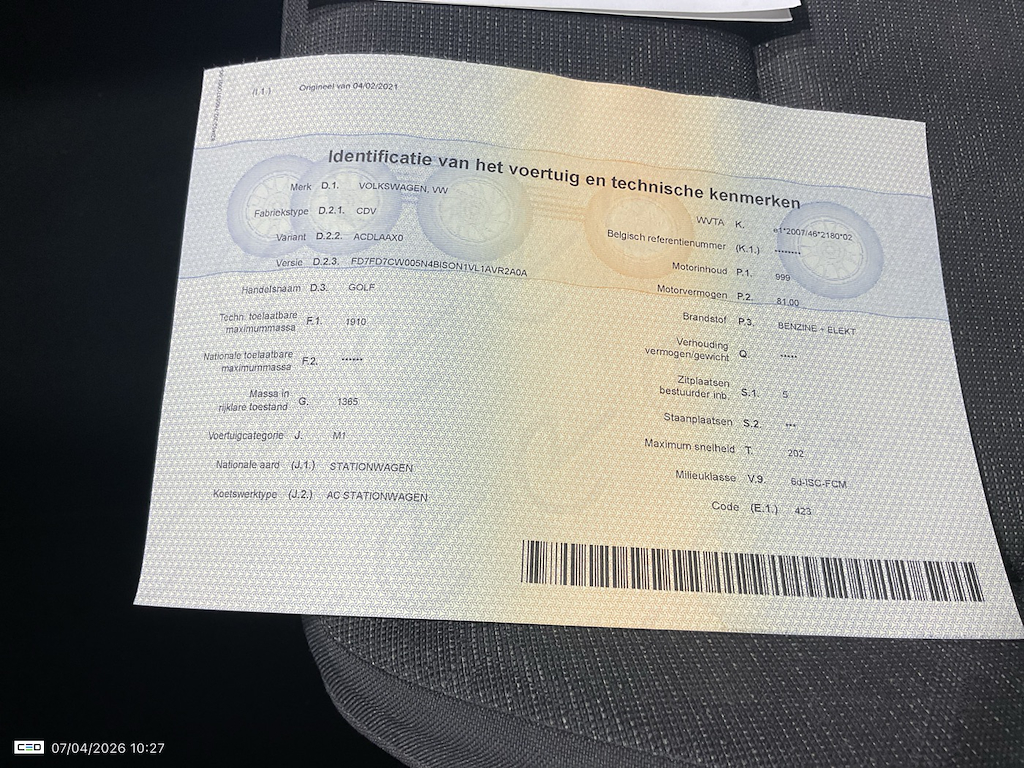 (I.1.) Origineel van 04/02/2021
Identificatie van het voertuig en technische kenmerken
Merk D.1. VOLKSWAGEN, VW
Fabriekstype D.2.1. CDV
Variant D.2.2. ACDLAAX0
Versie D.2.3. FD7FD7CW005N4BISON1VL1AVR2A0A
Handelsnaam D.3. GOLF
Techn. toelaatbare
maximummassa F.1. 1910
Nationale toelaatbare
maximummassa F.2. ******
Massa in
rijklare toestand G. 1365
Voertuigcategorie J. M1
Nationale aard (J.1.) STATIONWAGEN
Koetswerktype (J.2.) AC STATIONWAGEN
WVTA K. e1*2007/46*2180*02
Belgisch referentienummer (K.1.) ********
Motorinhoud P.1. 999
Motorvermogen P.2. 81.00
Brandstof P.3. BENZINE + ELEKT
Verhouding
vermogen/gewicht Q. *****
Zitplaatsen
bestuurder inb. S.1. 5
Staanplaatsen S.2. ***
Maximum snelheid T. 202
Milieuklasse V.9. 6d-ISC-FCM
Code (E.1.) 423
CEO 07/04/2026 10:27